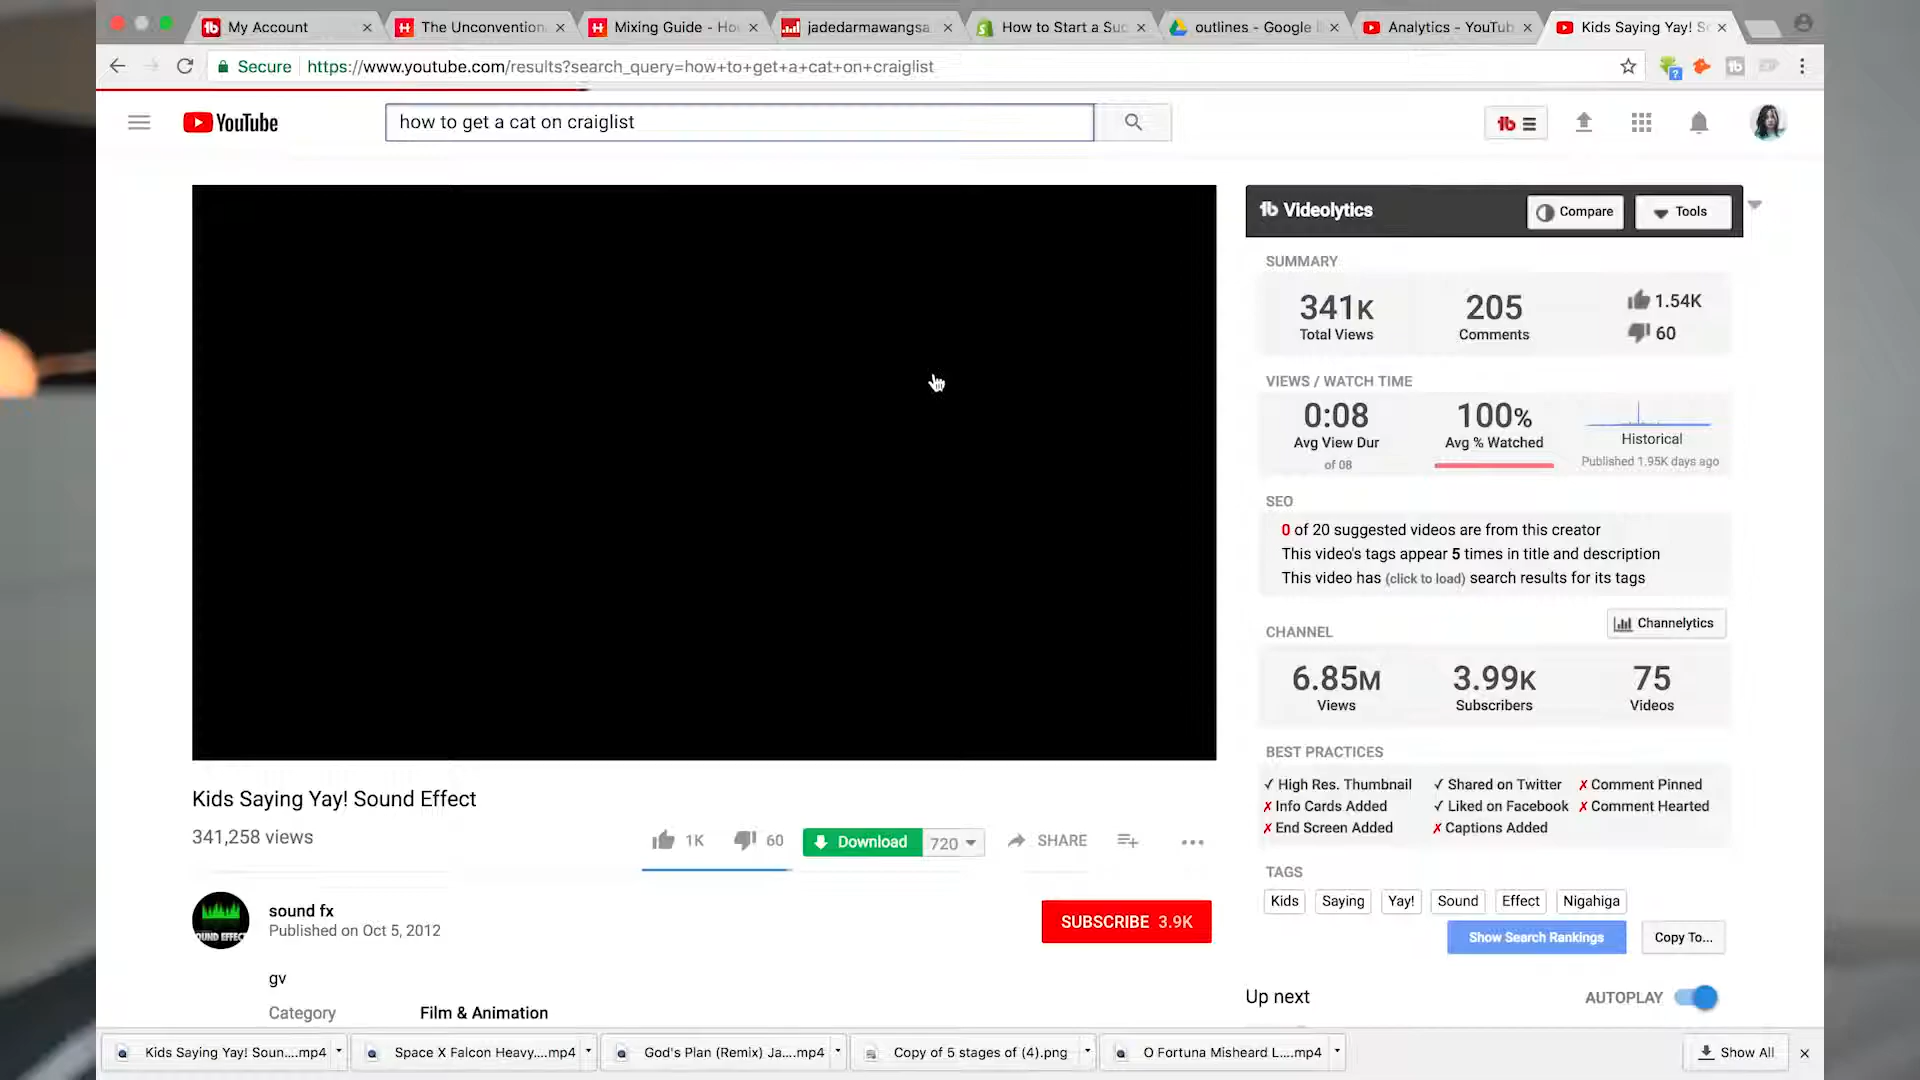 My Account
The Unconvention
Mixing Guide - Ho
jadedarmawangsa
How to Start a Suc
outlines - Google
Analytics - YouTub
Kids Saying Yay! S
Secure
https://www.youtube.com/results?search_query=how+to+get+a+cat+on+craiglist
YouTube
how to get a cat on craiglist
Videolytics
Compare
Tools
SUMMARY
341K
Total Views
205
Comments
1.54K
60
VIEWS / WATCH TIME
0:08
Avg View Dur
of 08
100%
Avg % Watched
Historical
Published 1.95K days ago
SEO
0 of 20 suggested videos are from this creator
This video's tags appear 5 times in title and description
This video has (click to load) search results for its tags
CHANNEL
Channelytics
6.85M
Views
3.99K
Subscribers
75
Videos
BEST PRACTICES
✓ High Res. Thumbnail ✓ Shared on Twitter ✗ Comment Pinned
✗ Info Cards Added ✓ Liked on Facebook ✗ Comment Hearted
✗ End Screen Added ✗ Captions Added
TAGS
Kids Saying Yay! Sound Effect Nigahiga
Show Search Rankings
Copy To...
Up next
AUTOPLAY
Kids Saying Yay! Sound Effect
341,258 views
1K
60
Download
720
SHARE
sound fx
Published on Oct 5, 2012
SUBSCRIBE 3.9K
gv
Category
Film & Animation
Kids Saying Yay! Soun....mp4
Space X Falcon Heavy....mp4
God's Plan (Remix) Ja....mp4
Copy of 5 stages of (4).png
O Fortuna Misheard L....mp4
Show All